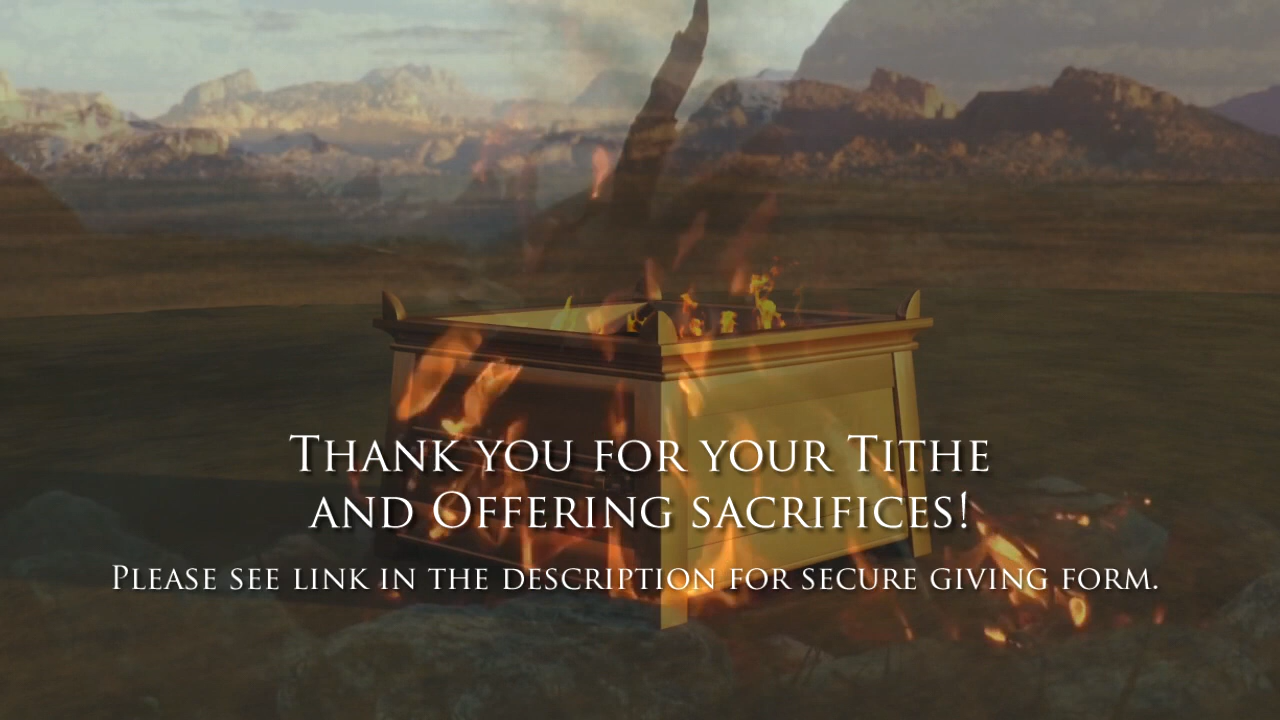 Thank you for your Tithe
and Offering sacrifices!
Please see link in the description for secure giving form.